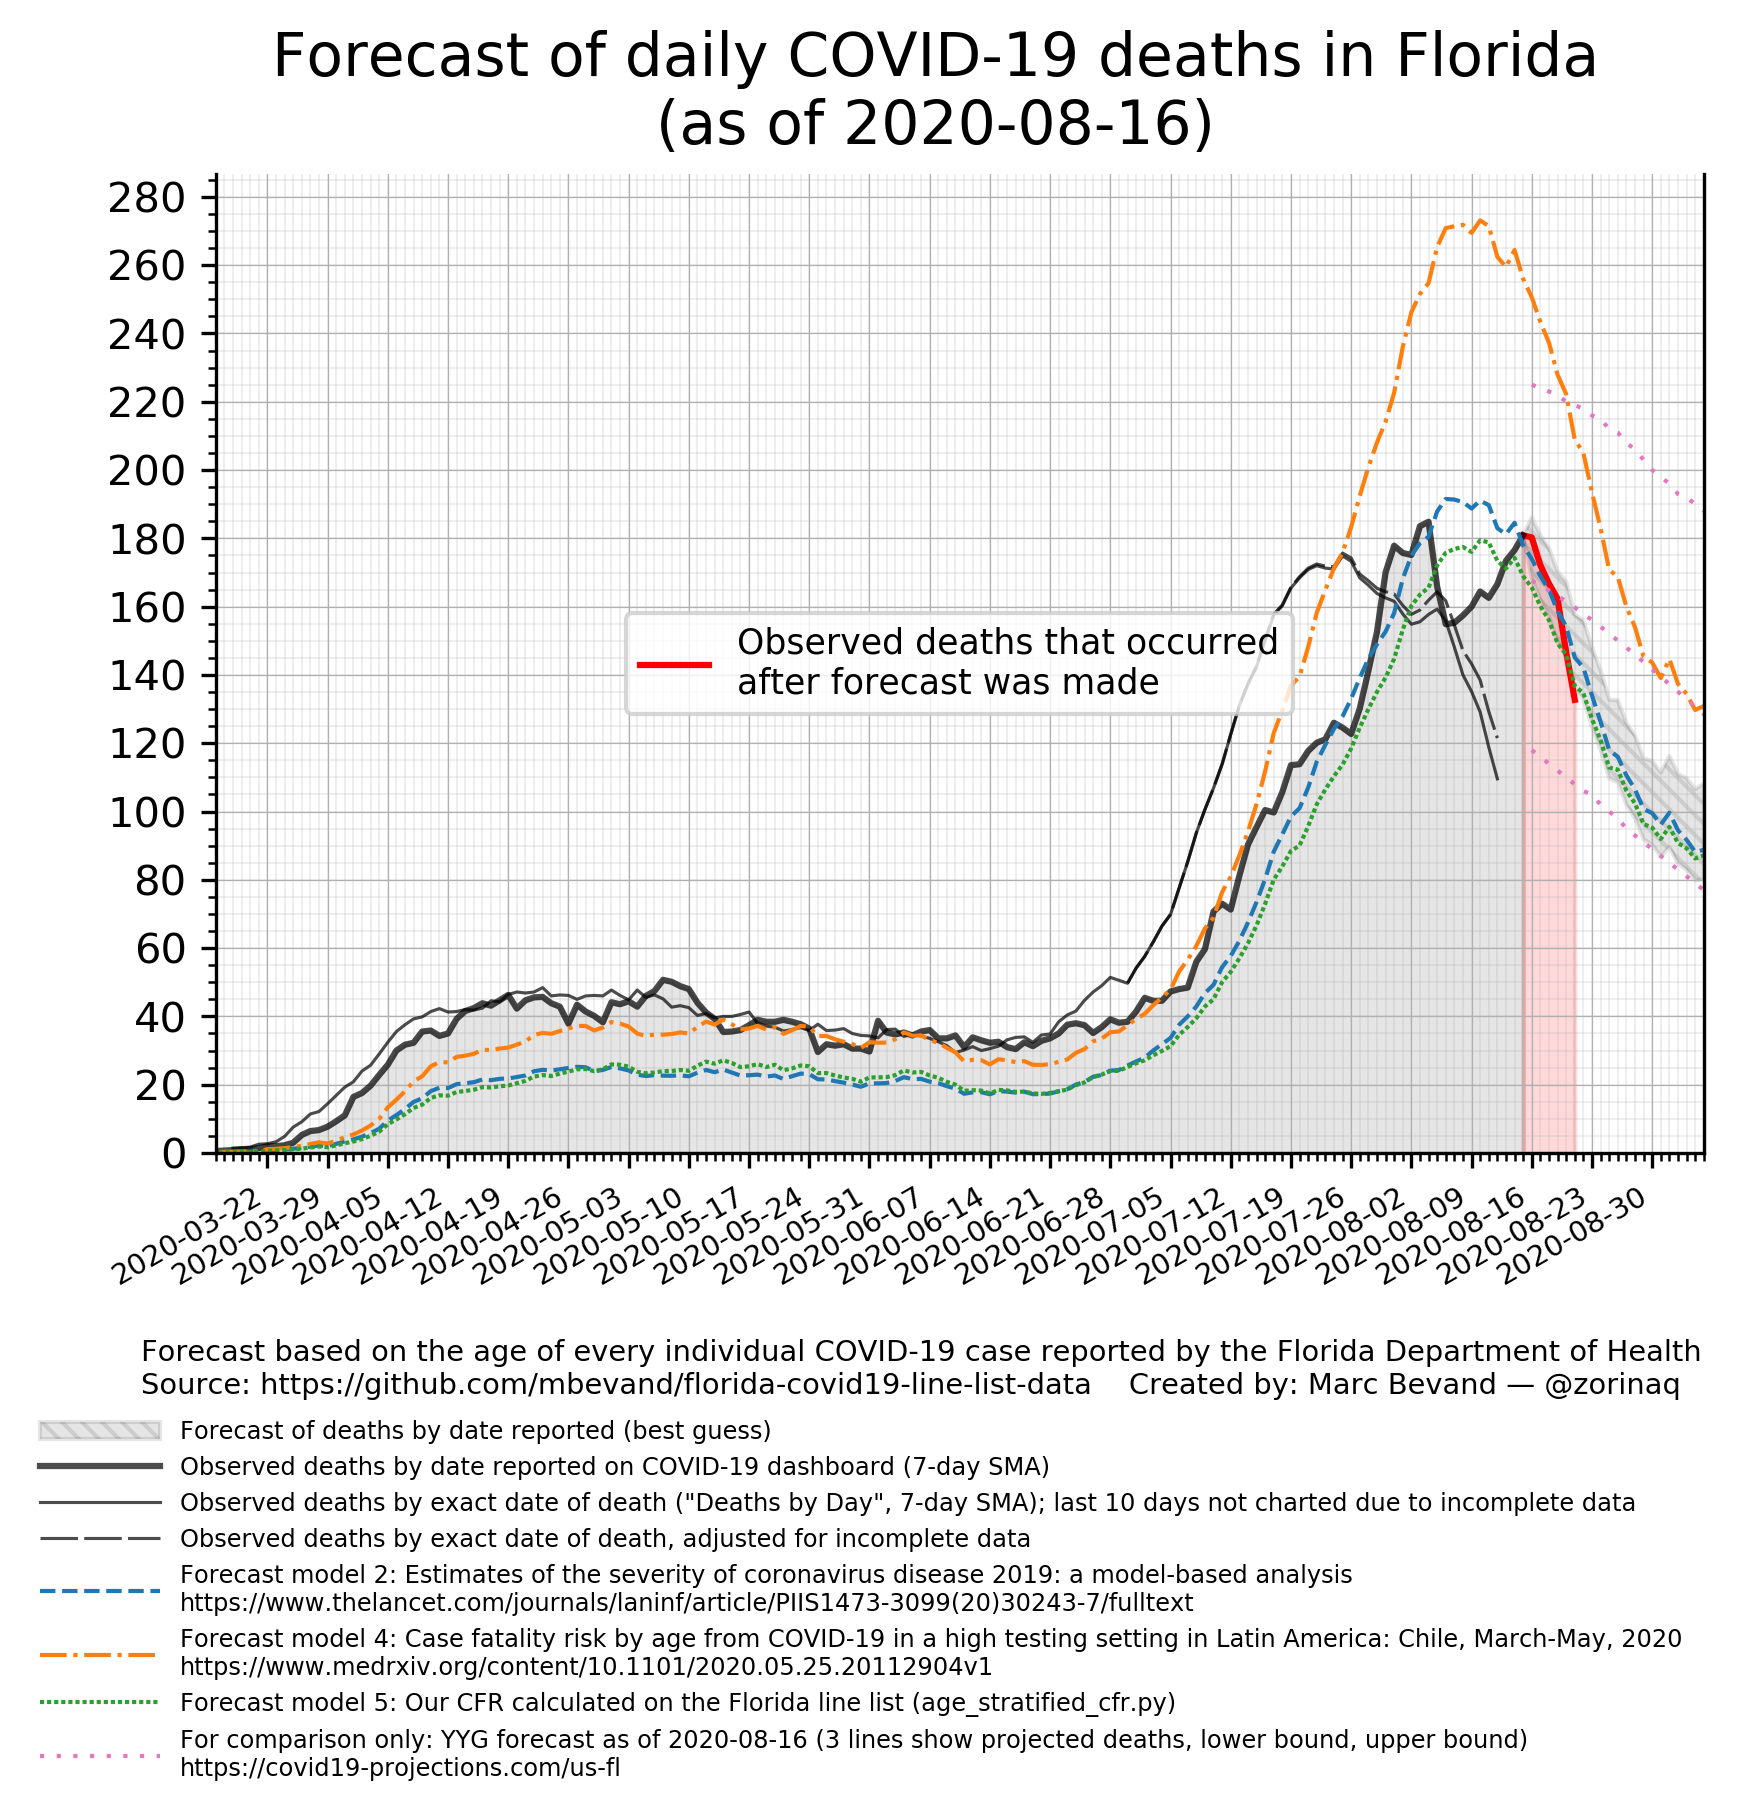 Forecast of daily COVID-19 deaths in Florida
(as of 2020-08-16)
280
260
240
220
200
180
160
140
120
100
80
60
40
20
0
Observed deaths that occurred
after forecast was made
2020-03-22
2020-03-29
2020-04-05
2020-04-12
2020-04-19
2020-04-26
2020-05-03
2020-05-10
2020-05-17
2020-05-24
2020-05-31
2020-06-07
2020-06-14
2020-06-21
2020-06-28
2020-07-05
2020-07-12
2020-07-19
2020-07-26
2020-08-02
2020-08-09
2020-08-16
2020-08-23
2020-08-30
Forecast based on the age of every individual COVID-19 case reported by the Florida Department of Health
Source: https://github.com/mbevand/florida-covid19-line-list-data Created by: Marc Bevand — @zorinaq
Forecast of deaths by date reported (best guess)
Observed deaths by date reported on COVID-19 dashboard (7-day SMA)
Observed deaths by exact date of death ("Deaths by Day", 7-day SMA); last 10 days not charted due to incomplete data
Observed deaths by exact date of death, adjusted for incomplete data
Forecast model 2: Estimates of the severity of coronavirus disease 2019: a model-based analysis
https://www.thelancet.com/journals/laninf/article/PIIS1473-3099(20)30243-7/fulltext
Forecast model 4: Case fatality risk by age from COVID-19 in a high testing setting in Latin America: Chile, March-May, 2020
https://www.medrxiv.org/content/10.1101/2020.05.25.20112904v1
Forecast model 5: Our CFR calculated on the Florida line list (age_stratified_cfr.py)
For comparison only: YYG forecast as of 2020-08-16 (3 lines show projected deaths, lower bound, upper bound)
https://covid19-projections.com/us-fl